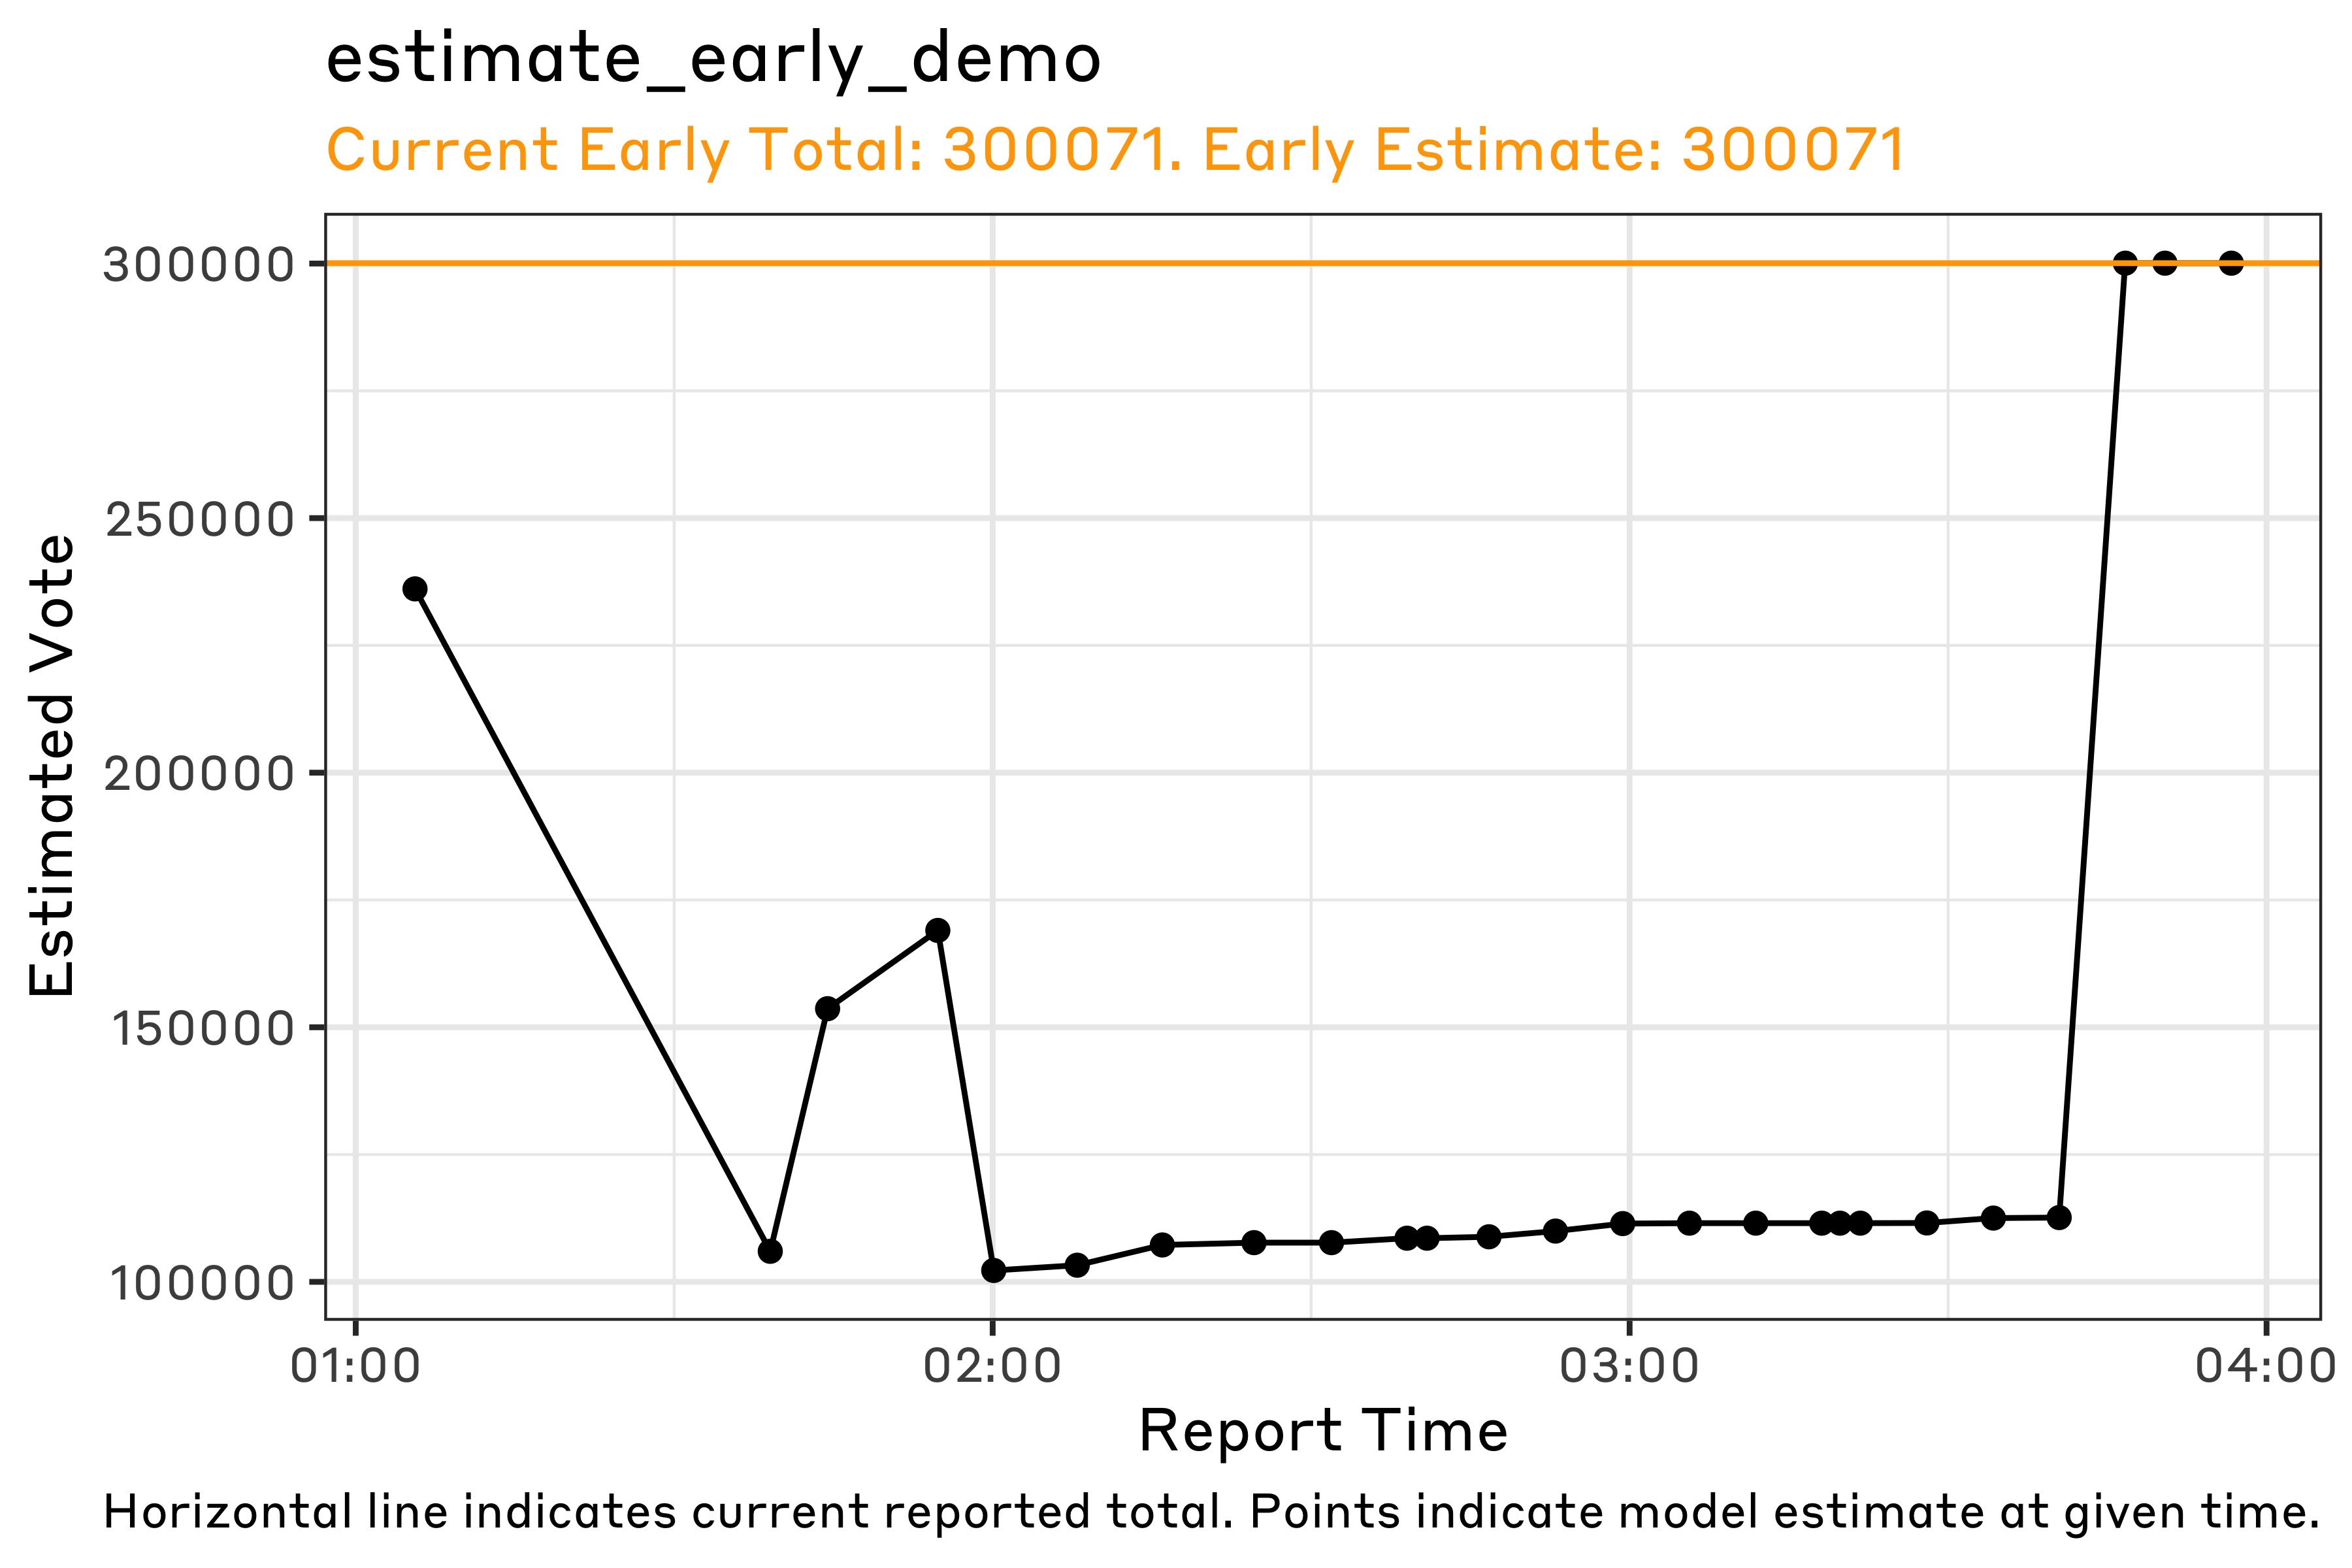 estimate_early_demo
Current Early Total: 300071. Early Estimate: 300071
Estimated Vote
300000
250000
200000
150000
100000
01:00 02:00 03:00 04:00
Report Time
Horizontal line indicates current reported total. Points indicate model estimate at given time.